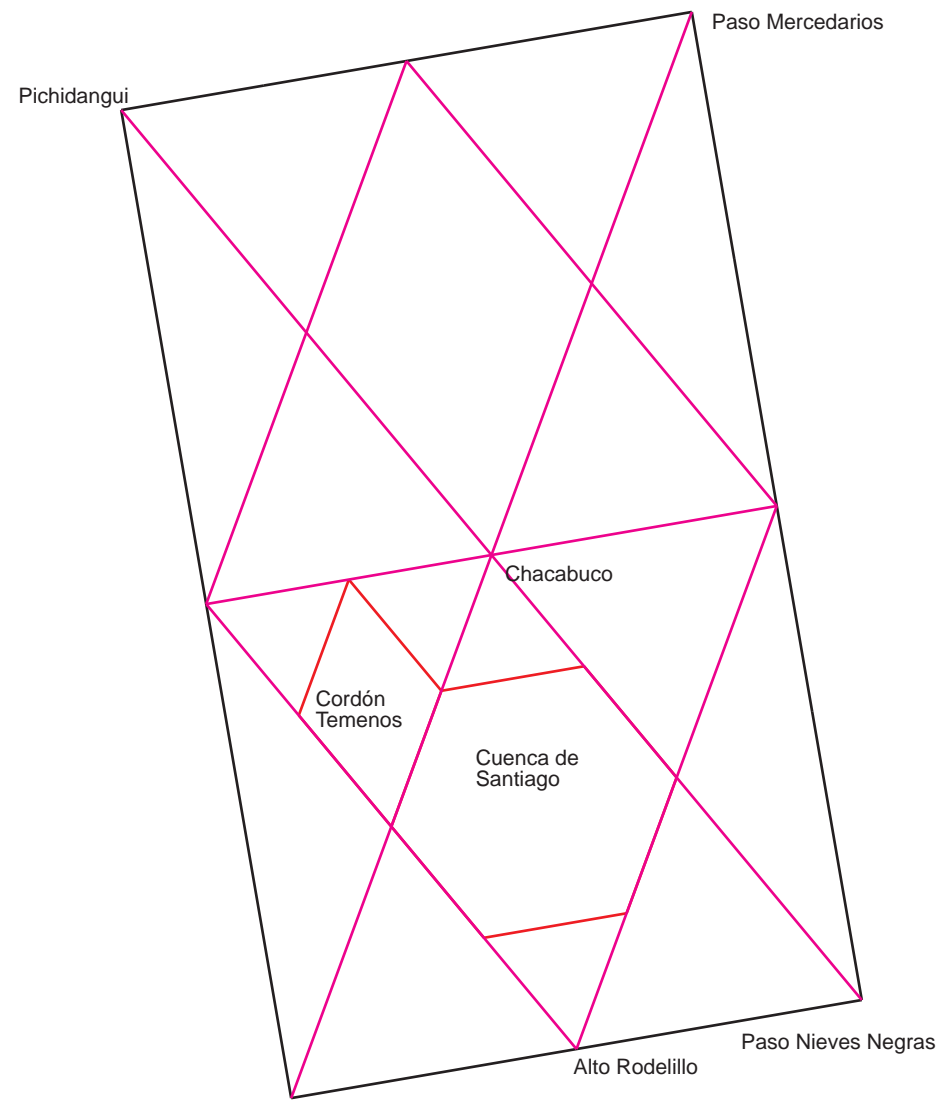 Paso Mercedarios
Pichidangui
Chacabuco
Cordón
Temenos
Cuenca de
Santiago
Paso Nieves Negras
Alto Rodelillo